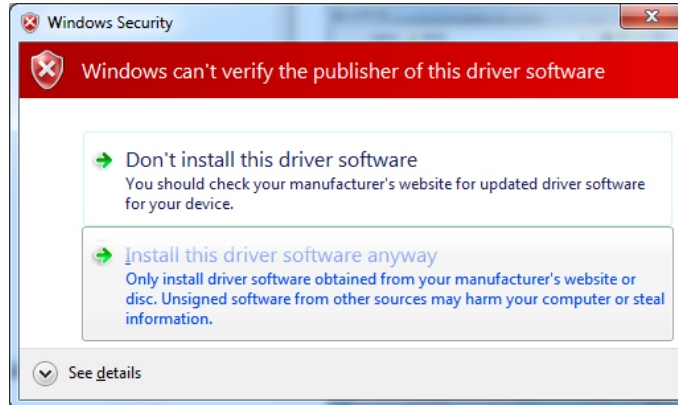 Windows Security
Windows can't verify the publisher of this driver software
Don't install this driver software
You should check your manufacturer's website for updated driver software
for your device.
Install this driver software anyway
Only install driver software obtained from your manufacturer's website or
disc. Unsigned software from other sources may harm your computer or steal
information.
See details